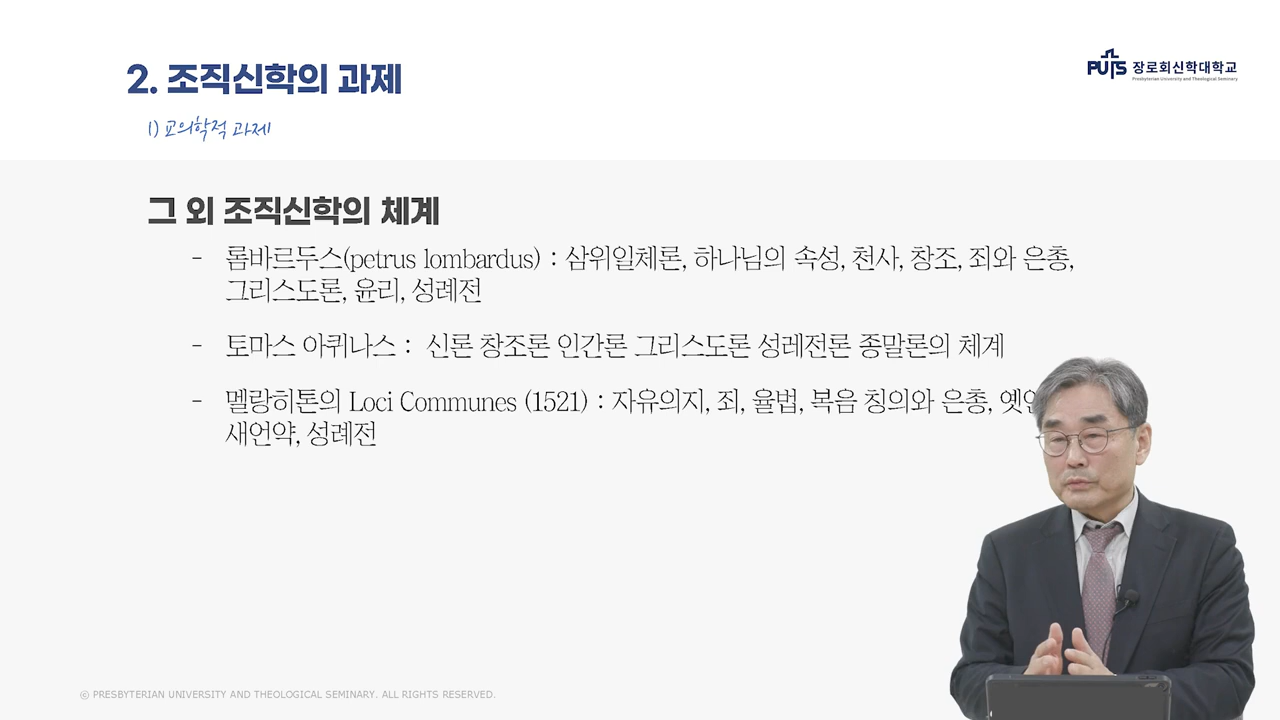 2. 조직신학의 과제
PUTS 장로회신학대학교
Presbyterian University and Theological Seminary
1) 교의학적 과제
그 외 조직신학의 체계
- 롬바르두스(petrus lombardus) : 삼위일체론, 하나님의 속성, 천사, 창조, 죄와 은총,
그리스도론, 윤리, 성례전
- 토마스 아퀴나스 : 신론 창조론 인간론 그리스도론 성레전론 종말론의 체계
- 멜랑히톤의 Loci Communes (1521) : 자유의지, 죄, 율법, 복음 칭의와 은총,
새언약, 성례전
© PRESBYTERIAN UNIVERSITY AND THEOLOGICAL SEMINARY. ALL RIGHTS RESERVED.